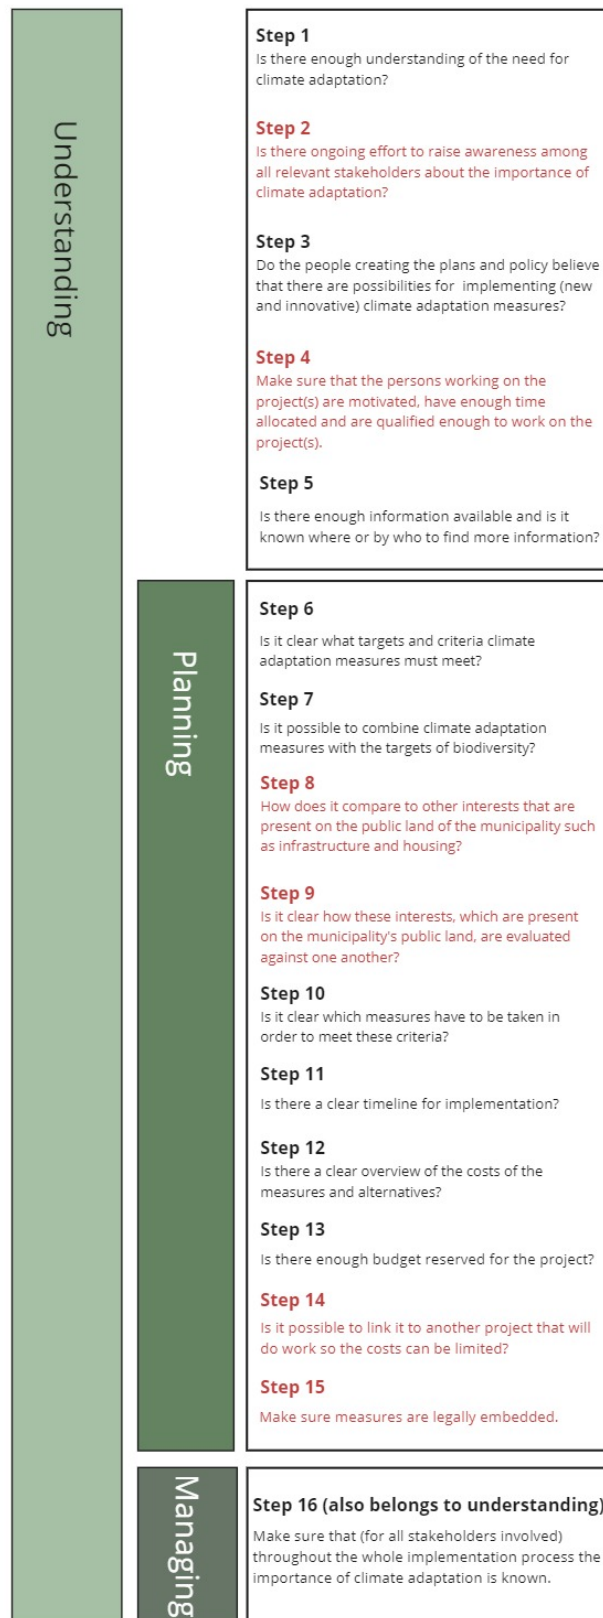 Understanding
Step 1
Is there enough understanding of the need for
climate adaptation?
Step 2
Is there ongoing effort to raise awareness among
all relevant stakeholders about the importance of
climate adaptation?
Step 3
Do the people creating the plans and policy believe
that there are possibilities for implementing (new
and innovative) climate adaptation measures?
Step 4
Make sure that the persons working on the
project(s) are motivated, have enough time
allocated and are qualified enough to work on the
project(s).
Step 5
Is there enough information available and is it
known where or by who to find more information?
Planning
Step 6
Is it clear what targets and criteria climate
adaptation measures must meet?
Step 7
Is it possible to combine climate adaptation
measures with the targets of biodiversity?
Step 8
How does it compare to other interests that are
present on the public land of the municipality such
as infrastructure and housing?
Step 9
Is it clear how these interests, which are present
on the municipality's public land, are evaluated
against one another?
Step 10
Is it clear which measures have to be taken in
order to meet these criteria?
Step 11
Is there a clear timeline for implementation?
Step 12
Is there a clear overview of the costs of the
measures and alternatives?
Step 13
Is there enough budget reserved for the project?
Step 14
Is it possible to link it to another project that will
do work so the costs can be limited?
Step 15
Make sure measures are legally embedded.
Managing
Step 16 (also belongs to understanding)
Make sure that (for all stakeholders involved)
throughout the whole implementation process the
importance of climate adaptation is known.